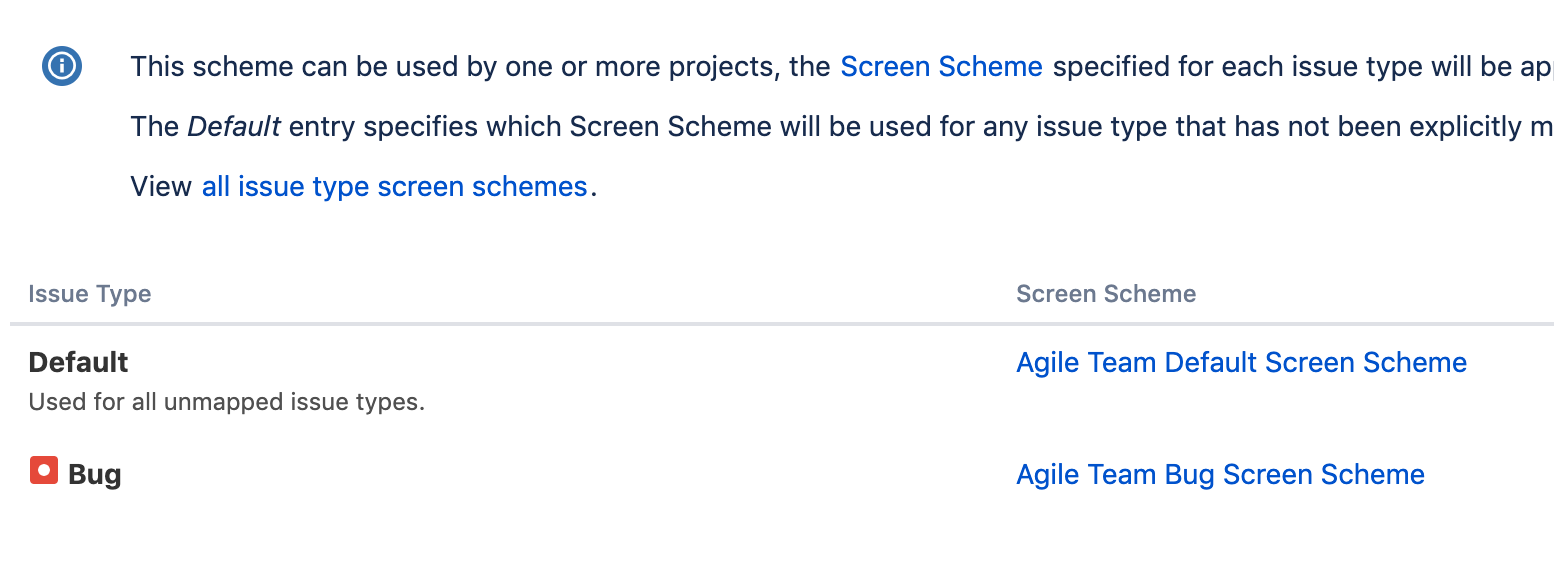 This scheme can be used by one or more projects, the Screen Scheme specified for each issue type will be
The Default entry specifies which Screen Scheme will be used for any issue type that has not been explicitly
View all issue type screen schemes.
Issue Type Screen Scheme
Default Agile Team Default Screen Scheme
Used for all unmapped issue types.
Bug Agile Team Bug Screen Scheme